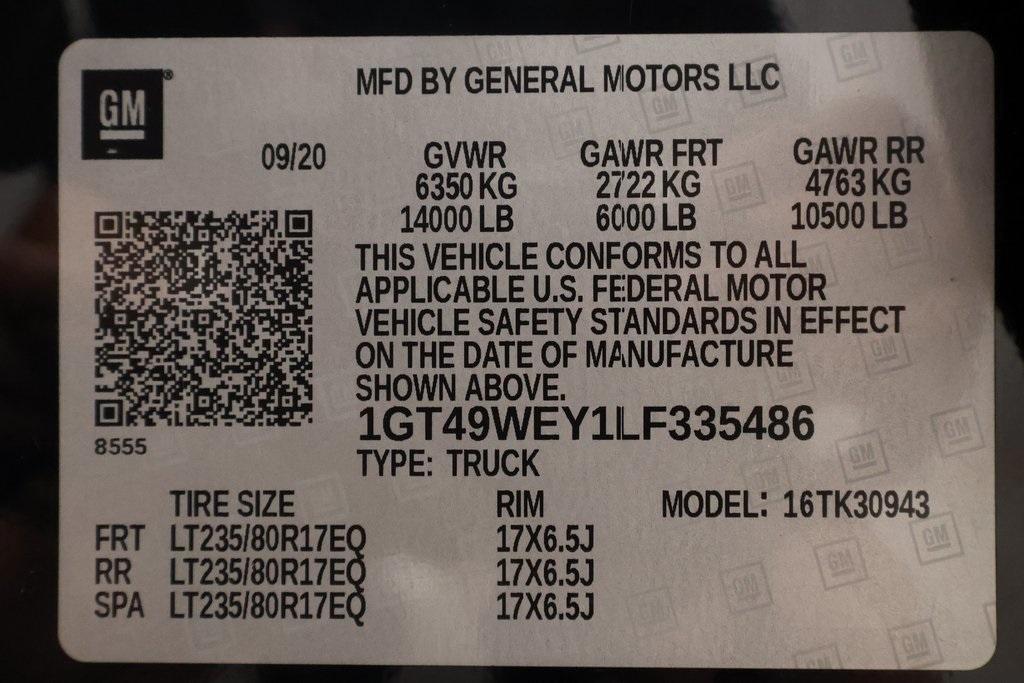 GM®
MFD BY GENERAL MOTORS LLC
09/20 GVWR GAWR FRT GAWR RR
6350 KG 2722 KG 4763 KG
14000 LB 6000 LB 10500 LB
THIS VEHICLE CONFORMS TO ALL
APPLICABLE U.S. FEDERAL MOTOR
VEHICLE SAFETY STANDARDS IN EFFECT
ON THE DATE OF MANUFACTURE
SHOWN ABOVE.
8555
1GT49WEY1LF335486
TYPE: TRUCK
TIRE SIZE RIM MODEL: 16TK30943
FRT LT235/80R17EQ 17X6.5J
RR LT235/80R17EQ 17X6.5J
SPA LT235/80R17EQ 17X6.5J